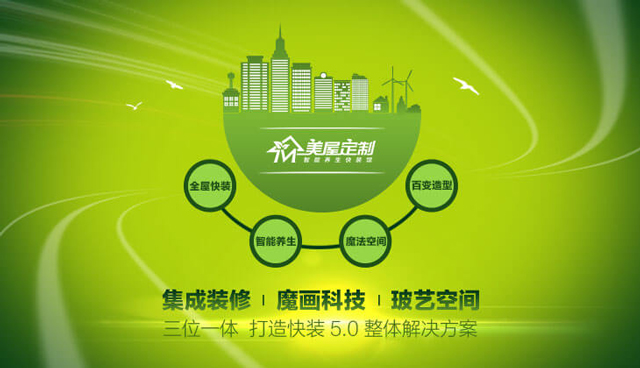 美屋定制
智能养生快装馆
全屋快装
百变造型
智能养生
魔法空间
集成装修 | 魔画科技 | 玻艺空间
三位一体 打造快装5.0整体解决方案